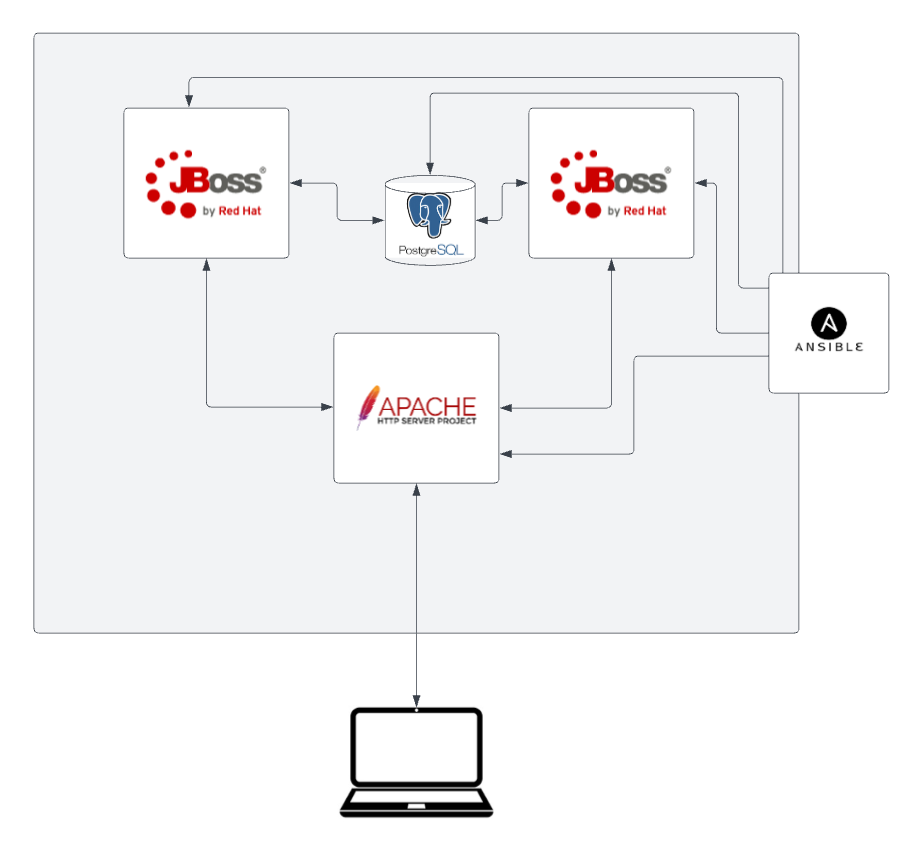 JBoss®
by Red Hat
JBoss®
by Red Hat
PostgreSQL
ANSIBLE
APACHE
HTTP SERVER PROJECT